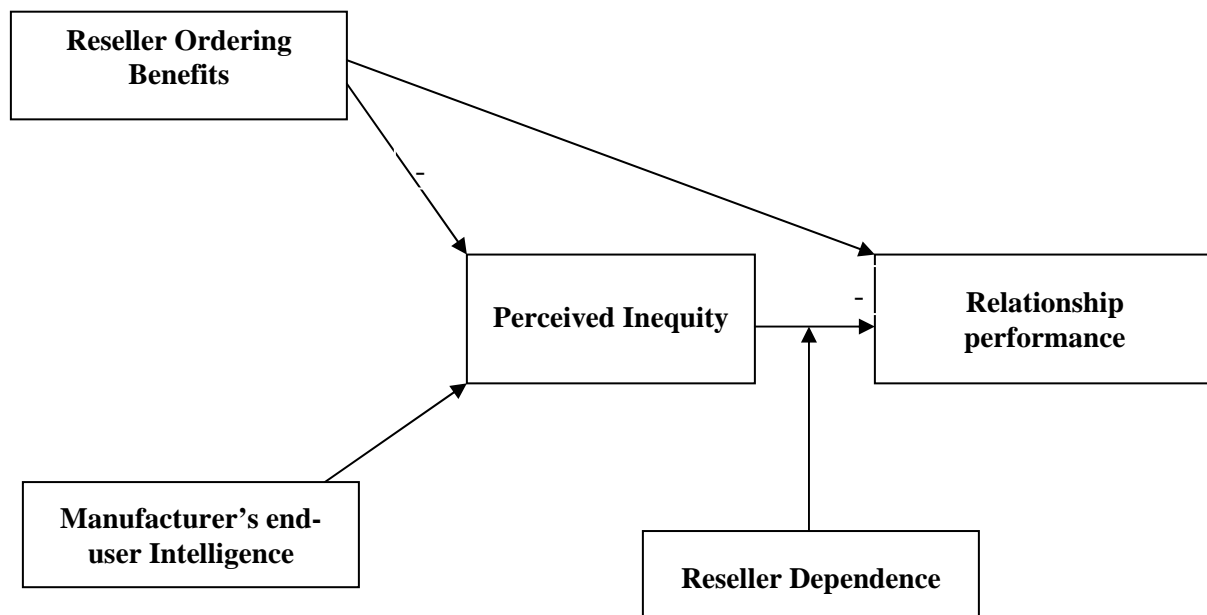 Reseller Ordering
Benefits
-
Perceived Inequity
-
Relationship
performance
Manufacturer’s end-
user Intelligence
Reseller Dependence